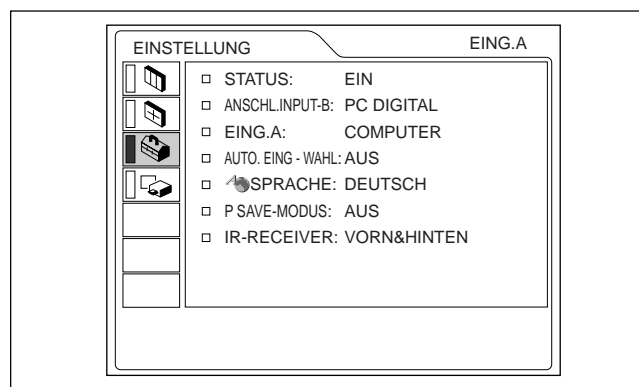 EINSTELLUNG EING.A
STATUS: EIN
ANSCHL.INPUT-B: PC DIGITAL
EING.A: COMPUTER
AUTO. EING - WAHL: AUS
SPRACHE: DEUTSCH
P SAVE-MODUS: AUS
IR-RECEIVER: VORN&HINTEN